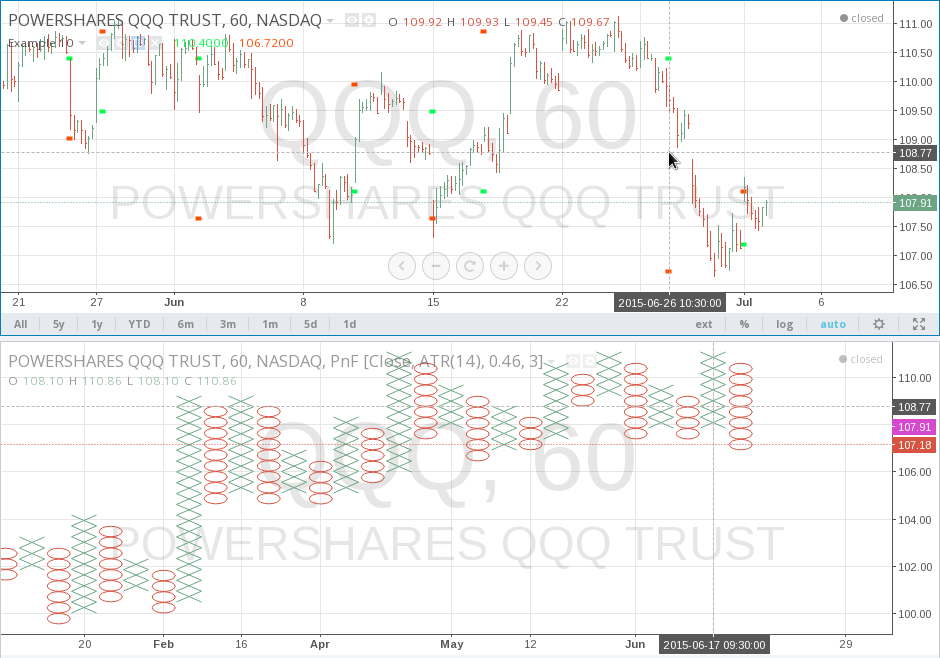 POWERSHARES QQQ TRUST, 60, NASDAQ
O 109.92 H 109.93 L 109.45 C 109.67
closed
110.4000 106.7200
QQQ, 60
POWERSHARES QQQ TRUST
111.00
110.50
110.00
109.50
109.00
108.77
108.50
107.91
107.50
107.00
106.50
21 27 Jun 8 15 22 2015-06-26 10:30:00 Jul 6
All 5y 1y YTD 6m 3m 1m 5d 1d ext % log auto
POWERSHARES QQQ TRUST, 60, NASDAQ, PnF [Close, ATR(14), 0.46, 3]
closed
O 108.10 H 110.86 L 108.10 C 110.86
QQQ, 60
POWERSHARES QQQ TRUST
110.00
108.77
107.91
107.18
106.00
104.00
102.00
100.00
20 Feb 16 Apr May 12 Jun 2015-06-17 09:30:00 29